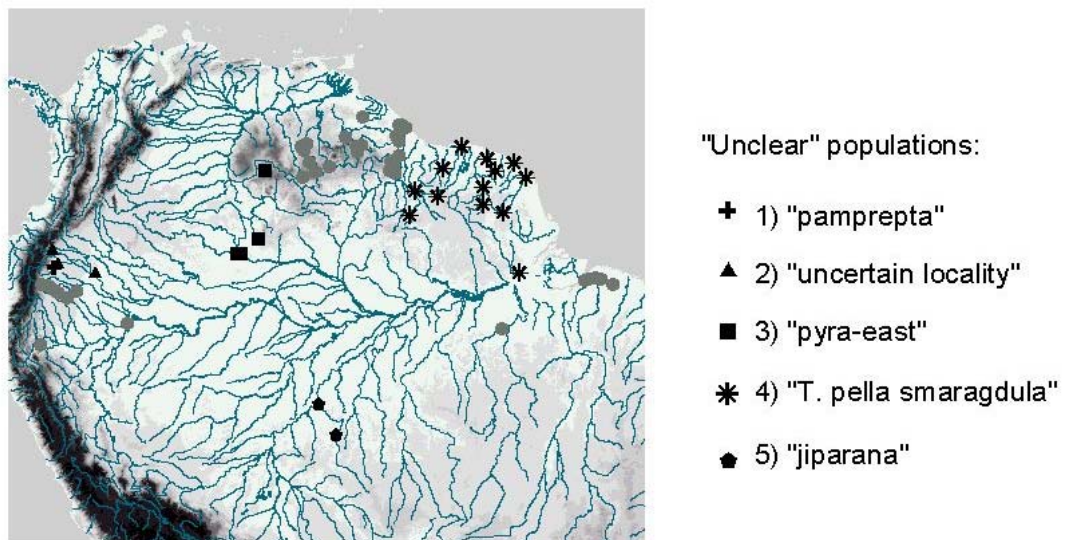 "Unclear" populations:
1) "pamprepta"
2) "uncertain locality"
3) "pyra-east"
4) "T. pella smaragdula"
5) "jiparana"